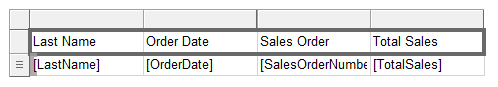 Last Name Order Date Sales Order Total Sales
[LastName] [OrderDate] [SalesOrderNumbe [TotalSales]